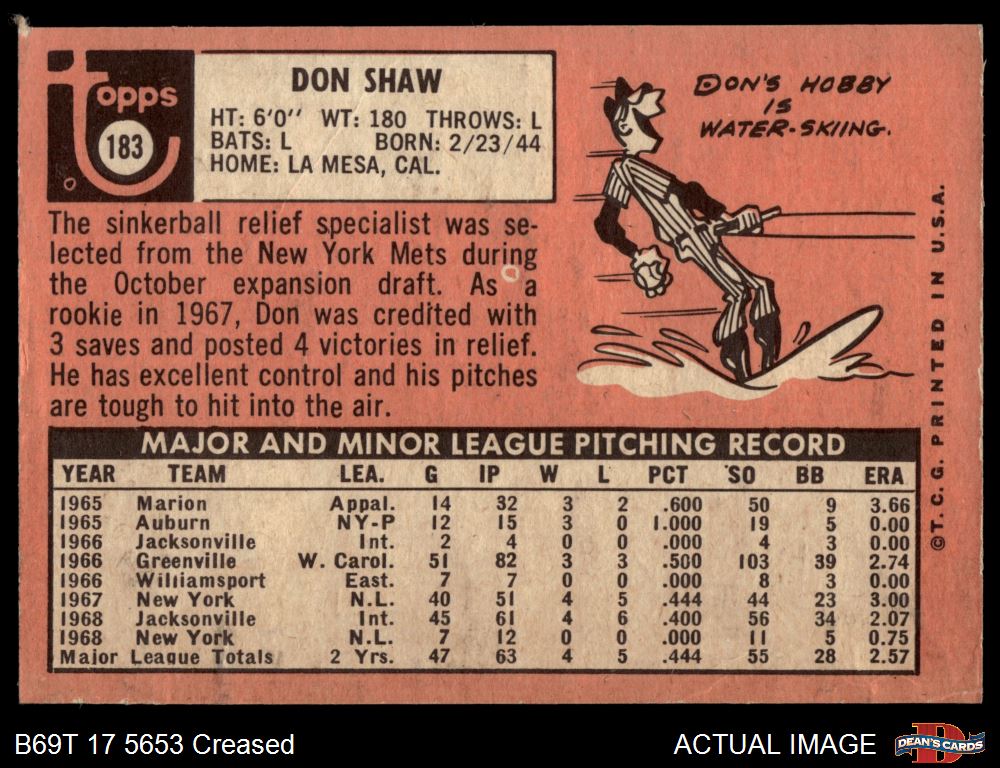 Topps
183
DON SHAW
HT: 6'0" WT: 180 THROWS: L
BATS: L BORN: 2/23/44
HOME: LA MESA, CAL.
DON'S HOBBY
IS
WATER-SKIING.
The sinkerball relief specialist was se-
lected from the New York Mets during
the October expansion draft. As a
rookie in 1967, Don was credited with
3 saves and posted 4 victories in relief.
He has excellent control and his pitches
are tough to hit into the air.
MAJOR AND MINOR LEAGUE PITCHING RECORD
YEAR TEAM LEA. G IP W L PCT SO BB ERA
1965 Marion Appal. 14 32 3 2 .600 50 9 3.66
1965 Auburn NY-P 12 15 3 0 1.000 19 5 0.00
1966 Jacksonville Int. 2 4 0 0 .000 4 3 0.00
1966 Greenville W. Carol. 51 82 3 3 .500 103 39 2.74
1966 Williamsport East. 7 7 0 0 .000 8 3 0.00
1967 New York N.L. 40 51 4 5 .444 44 23 3.00
1968 Jacksonville Int. 45 61 4 6 .400 56 34 2.07
1968 New York N.L. 7 12 0 0 .000 11 5 0.75
Major League Totals 2 Yrs. 47 63 4 5 .444 55 28 2.57
©T.C.G. PRINTED IN U.S.A.
B69T 17 5653 Creased
ACTUAL IMAGE
D
DEAN'S CARDS